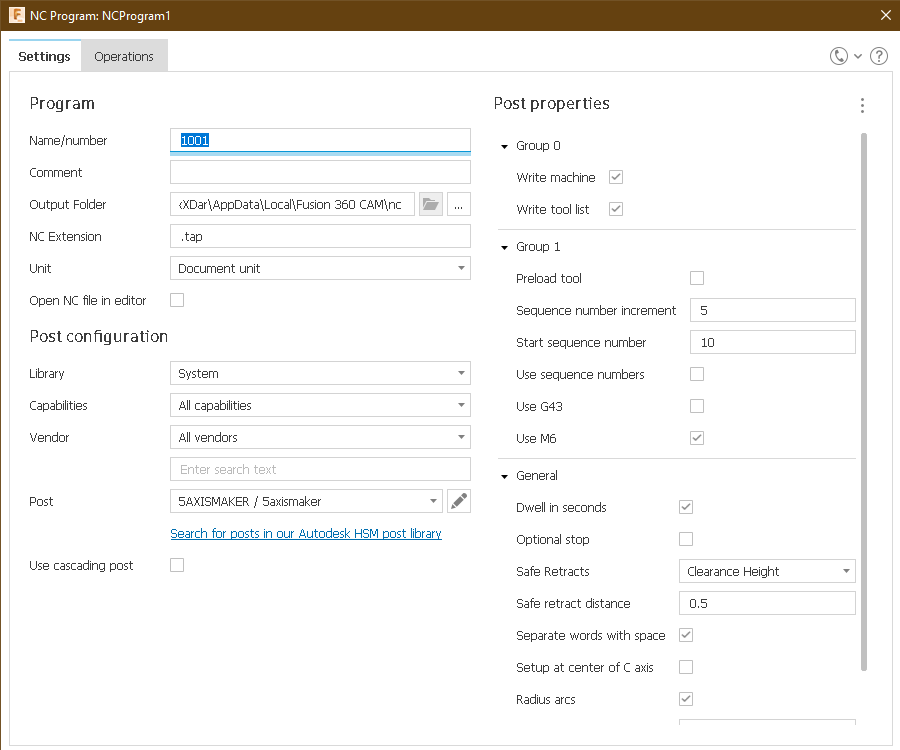 NC Program: NCProgram1
Settings
Operations
Program
Name/number
1001
Comment
Output Folder
XDar\AppData\Local\Fusion 360 CAM\nc
...
NC Extension
.tap
Unit
Document unit
Open NC file in editor
Post configuration
Library
System
Capabilities
All capabilities
Vendor
All vendors
Enter search text
Post
5AXISMAKER / 5axismaker
Search for posts in our Autodesk HSM post library
Use cascading post
Post properties
Group 0
Write machine
Write tool list
Group 1
Preload tool
Sequence number increment
5
Start sequence number
10
Use sequence numbers
Use G43
Use M6
General
Dwell in seconds
Optional stop
Safe Retracts
Clearance Height
Safe retract distance
0.5
Separate words with space
Setup at center of C axis
Radius arcs